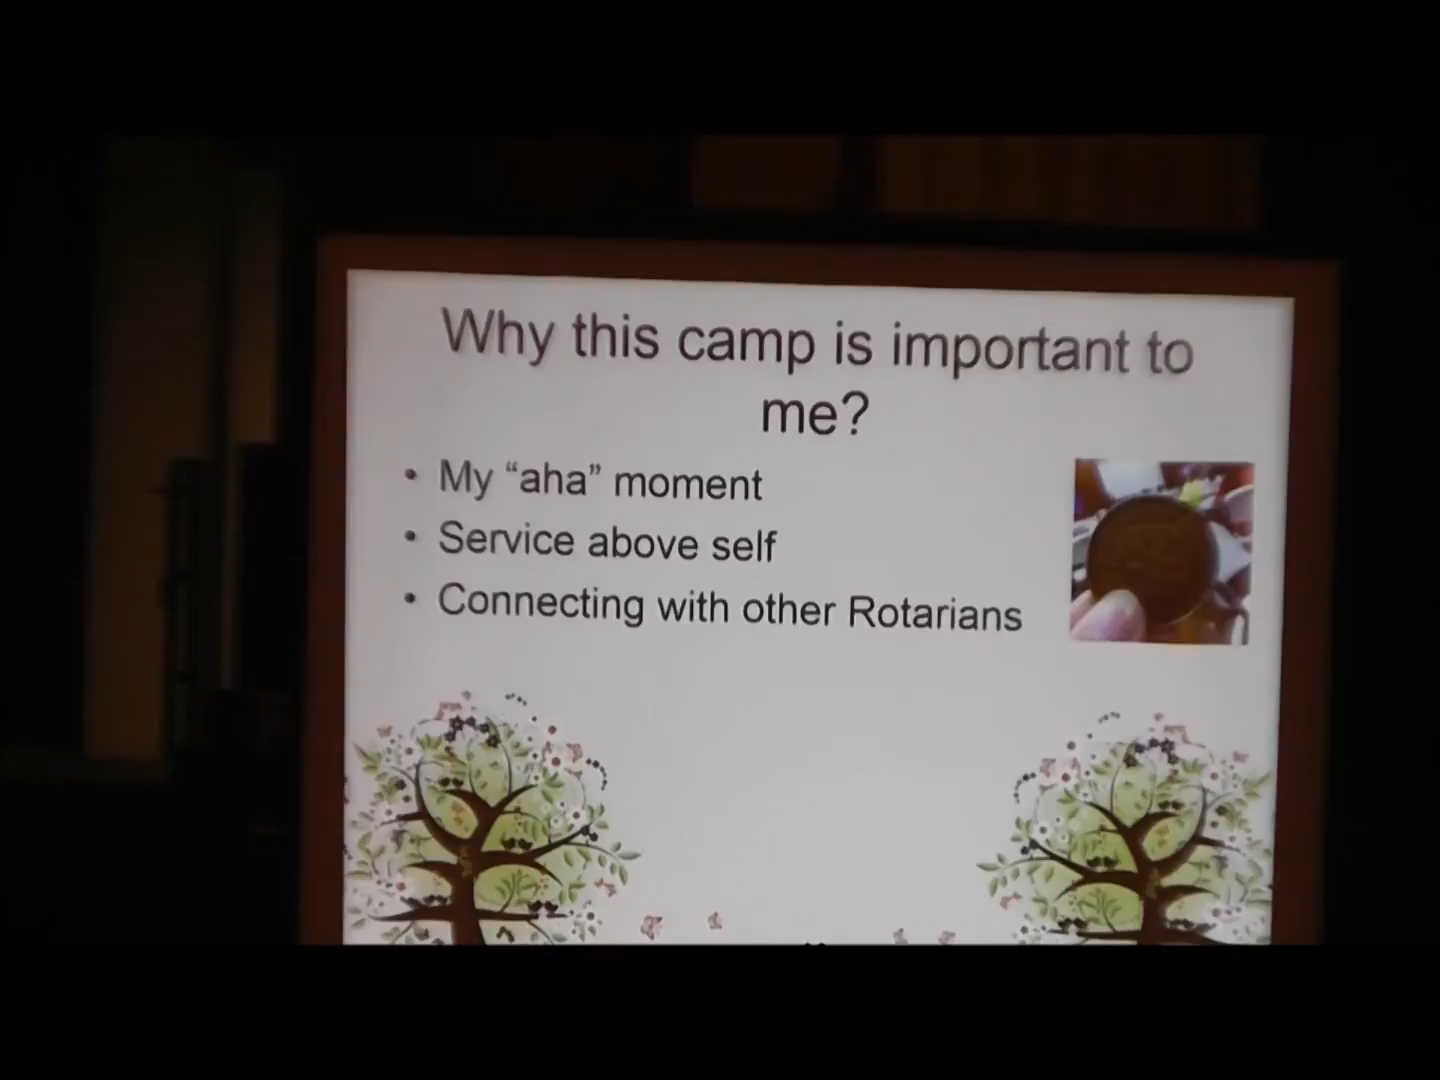 Why this camp is important to
me?
• My “aha” moment
• Service above self
• Connecting with other Rotarians